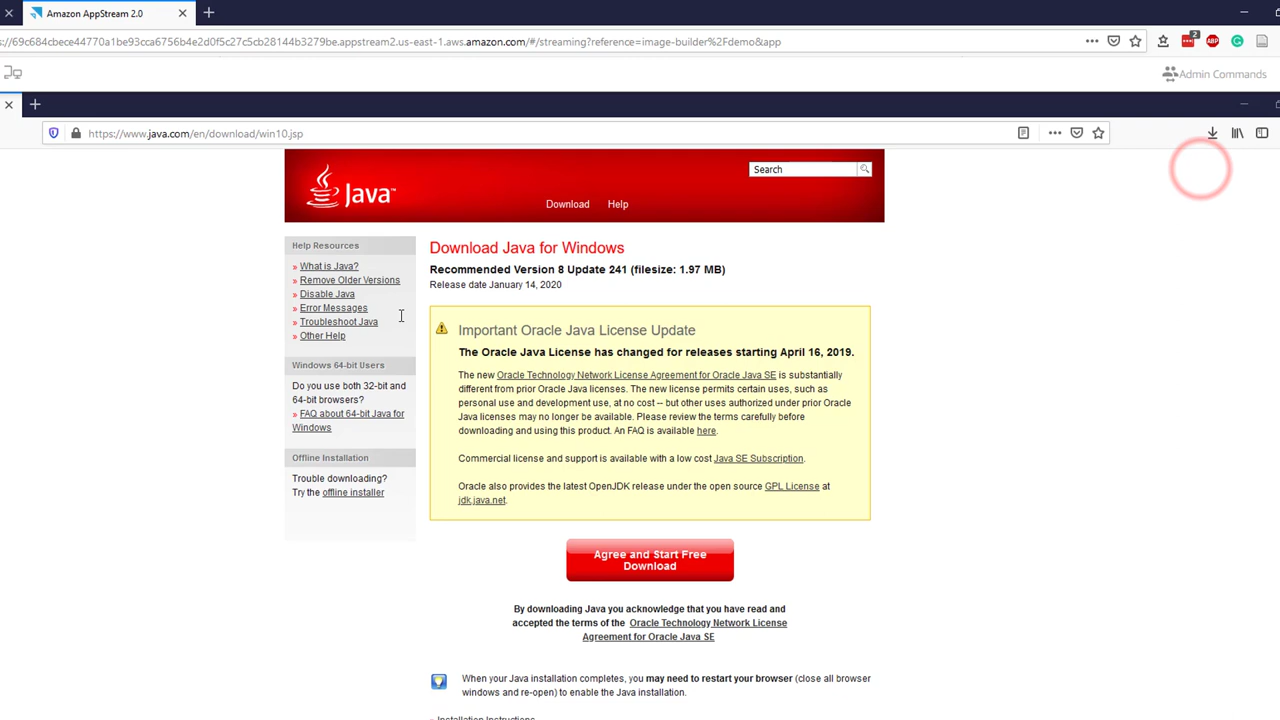 Amazon AppStream 2.0
s://69c684cbece44770a1be93cca6756b4e2d0f5c27c5cb28144b3279be.appstream2.us-east-1.aws.amazon.com/#/streaming?reference=image-builder%2Fdemo&app
2
ABP
Admin Commands
https://www.java.com/en/download/win10.jsp
Java™
Search
Download Help
Help Resources
» What is Java?
» Remove Older Versions
» Disable Java
» Error Messages
» Troubleshoot Java
» Other Help
Windows 64-bit Users
Do you use both 32-bit and
64-bit browsers?
» FAQ about 64-bit Java for
Windows
Offline Installation
Trouble downloading?
Try the offline installer
Download Java for Windows
Recommended Version 8 Update 241 (filesize: 1.97 MB)
Release date January 14, 2020
Important Oracle Java License Update
The Oracle Java License has changed for releases starting April 16, 2019.
The new Oracle Technology Network License Agreement for Oracle Java SE is substantially
different from prior Oracle Java licenses. The new license permits certain uses, such as
personal use and development use, at no cost -- but other uses authorized under prior Oracle
Java licenses may no longer be available. Please review the terms carefully before
downloading and using this product. An FAQ is available here.
Commercial license and support is available with a low cost Java SE Subscription.
Oracle also provides the latest OpenJDK release under the open source GPL License at
jdk.java.net.
Agree and Start Free
Download
By downloading Java you acknowledge that you have read and
accepted the terms of the Oracle Technology Network License
Agreement for Oracle Java SE
When your Java installation completes, you may need to restart your browser (close all browser
windows and re-open) to enable the Java installation.
» Installation Instructions